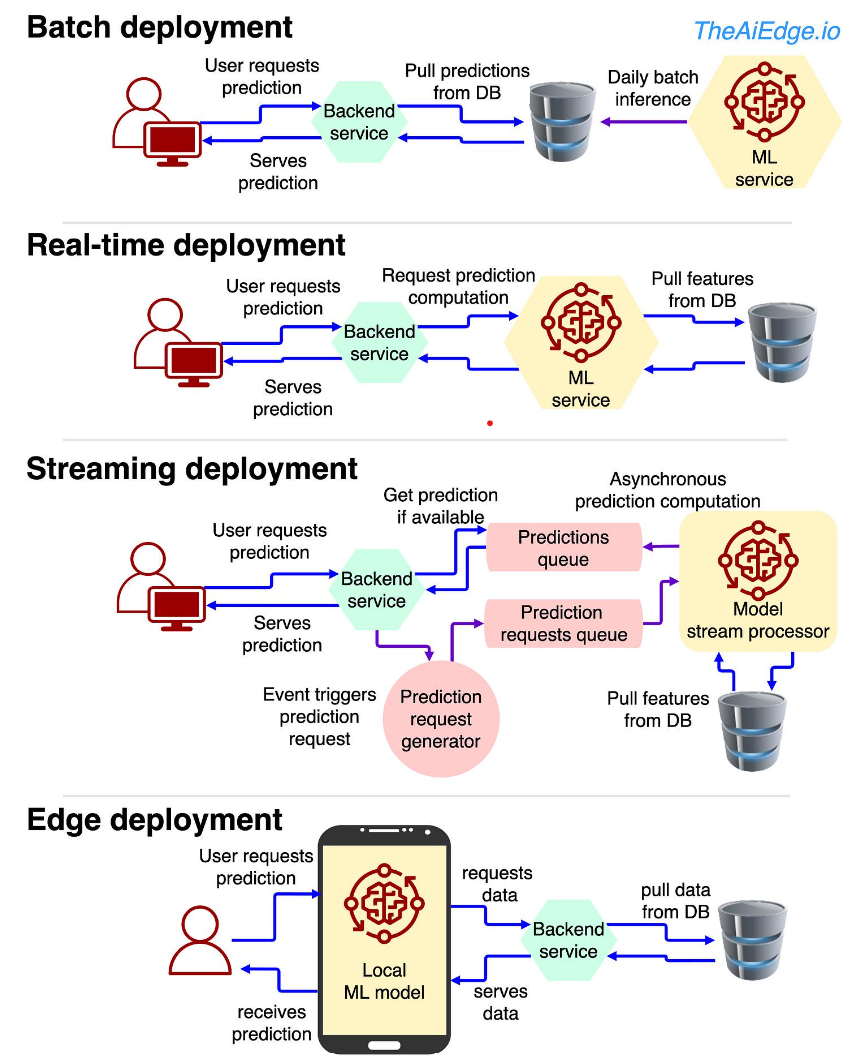 Batch deployment
TheAiEdge.io
User requests
prediction
Backend
service
Serves
prediction
Pull predictions
from DB
Daily batch
inference
ML
service
Real-time deployment
User requests
prediction
Backend
service
Serves
prediction
Request prediction
computation
ML
service
Pull features
from DB
Streaming deployment
User requests
prediction
Backend
service
Serves
prediction
Get prediction
if available
Predictions
queue
Asynchronous
prediction computation
Model
stream processor
Prediction
requests queue
Event triggers
prediction
request
Prediction
request
generator
Pull features
from DB
Edge deployment
User requests
prediction
receives
prediction
Local
ML model
requests
data
Backend
service
serves
data
pull data
from DB